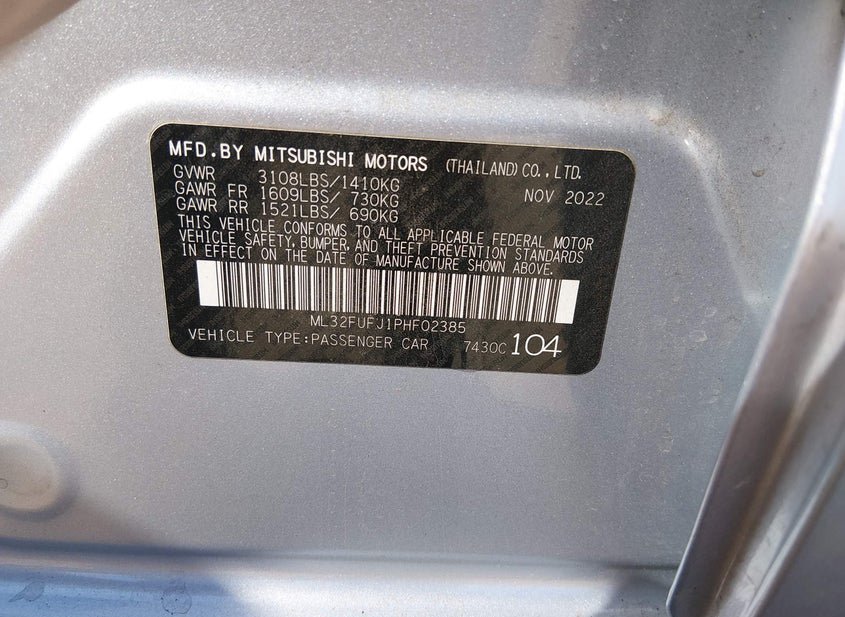 MFD.BY MITSUBISHI MOTORS (THAILAND)CO.,LTD.
GVWR 3108LBS/1410KG NOV 2022
GAWR FR 1609LBS/ 730KG
GAWR RR 1521LBS/ 690KG
THIS VEHICLE CONFORMS TO ALL APPLICABLE FEDERAL MOTOR
VEHICLE SAFETY, BUMPER, AND THEFT PREVENTION STANDARDS
IN EFFECT ON THE DATE OF MANUFACTURE SHOWN ABOVE.
ML32FUFJ1PHF02385
VEHICLE TYPE:PASSENGER CAR 7430C 104